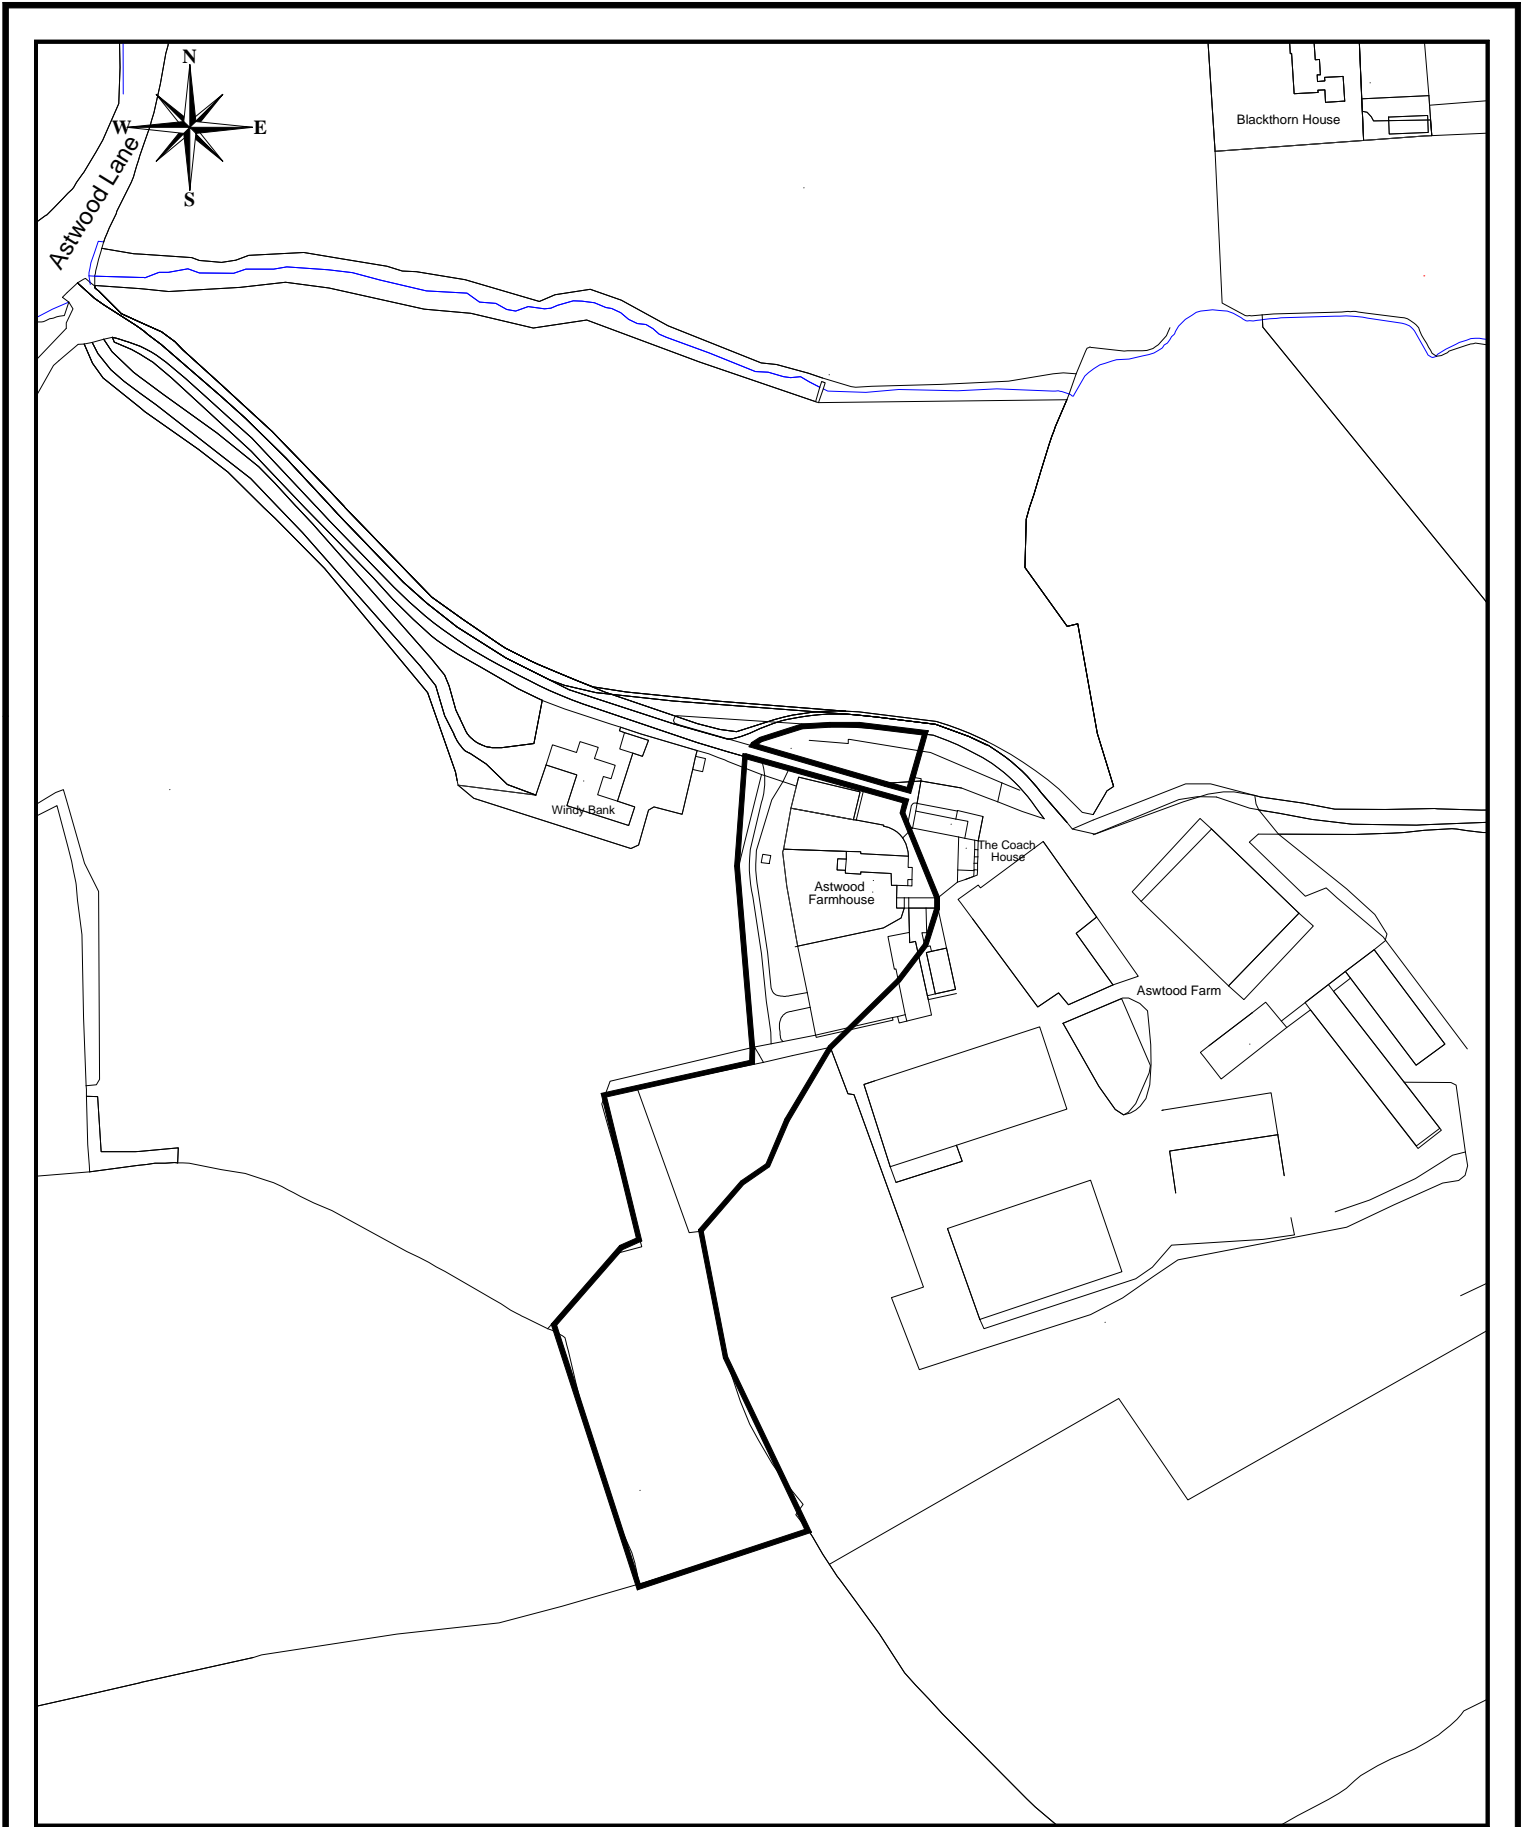 N
W
E
S
Astwood Lane
Blackthorn House
Windy Bank
The Coach
House
Astwood
Farmhouse
Aswtood Farm